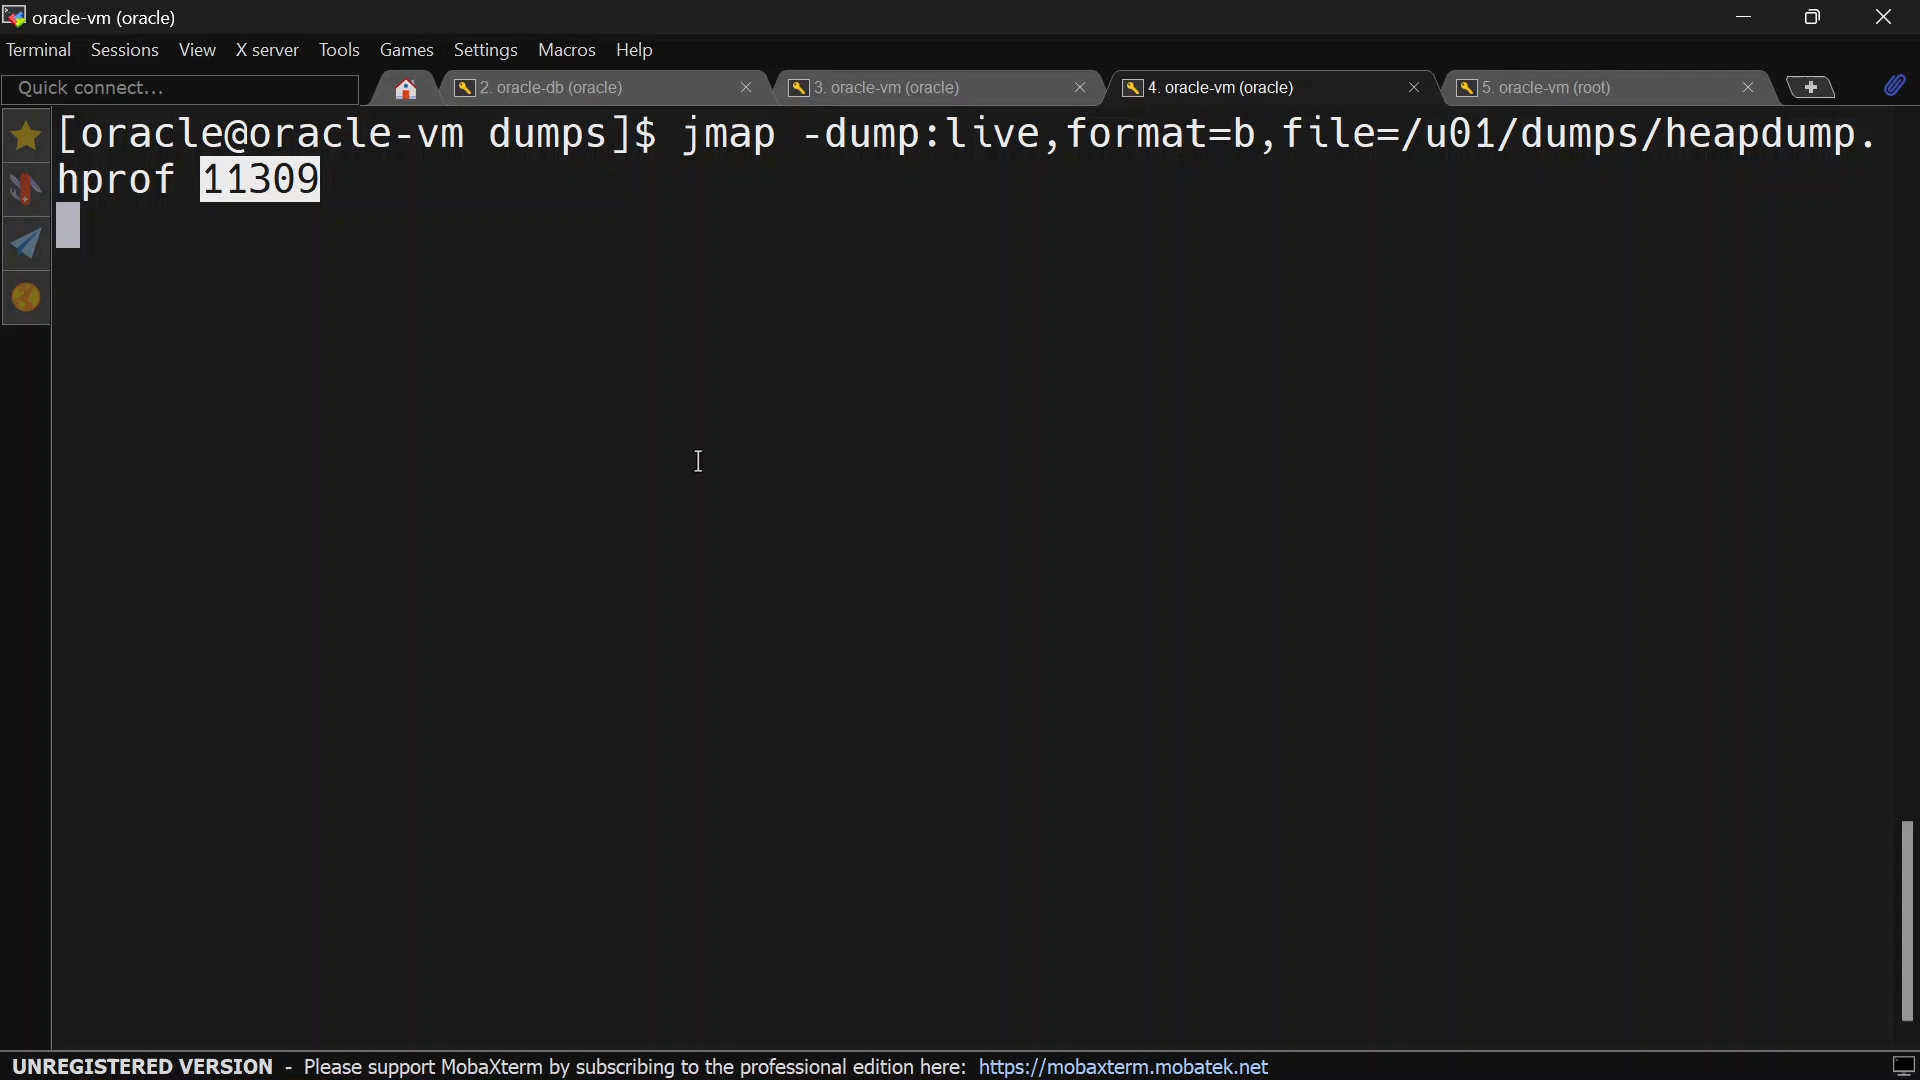 oracle-vm (oracle)
Terminal Sessions View X server Tools Games Settings Macros Help
Quick connect...
2. oracle-db (oracle)
3. oracle-vm (oracle)
4. oracle-vm (oracle)
5. oracle-vm (root)
[oracle@oracle-vm dumps]$ jmap -dump:live,format=b,file=/u01/dumps/heapdump.
hprof 11309
UNREGISTERED VERSION - Please support MobaXterm by subscribing to the professional edition here: https://mobaxterm.mobatek.net